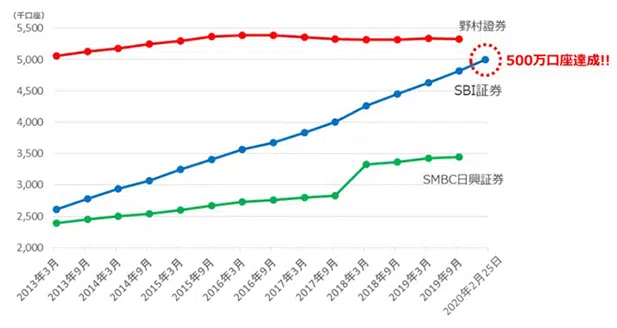 (千口座)
5,500
5,000
4,500
4,000
3,500
3,000
2,500
2,000
野村證券
500万口座達成!!
SBI証券
SMBC日興証券
2013年3月
2013年9月
2014年3月
2014年9月
2015年3月
2015年9月
2016年3月
2016年9月
2017年3月
2017年9月
2018年3月
2018年9月
2019年3月
2019年9月
2020年2月25日